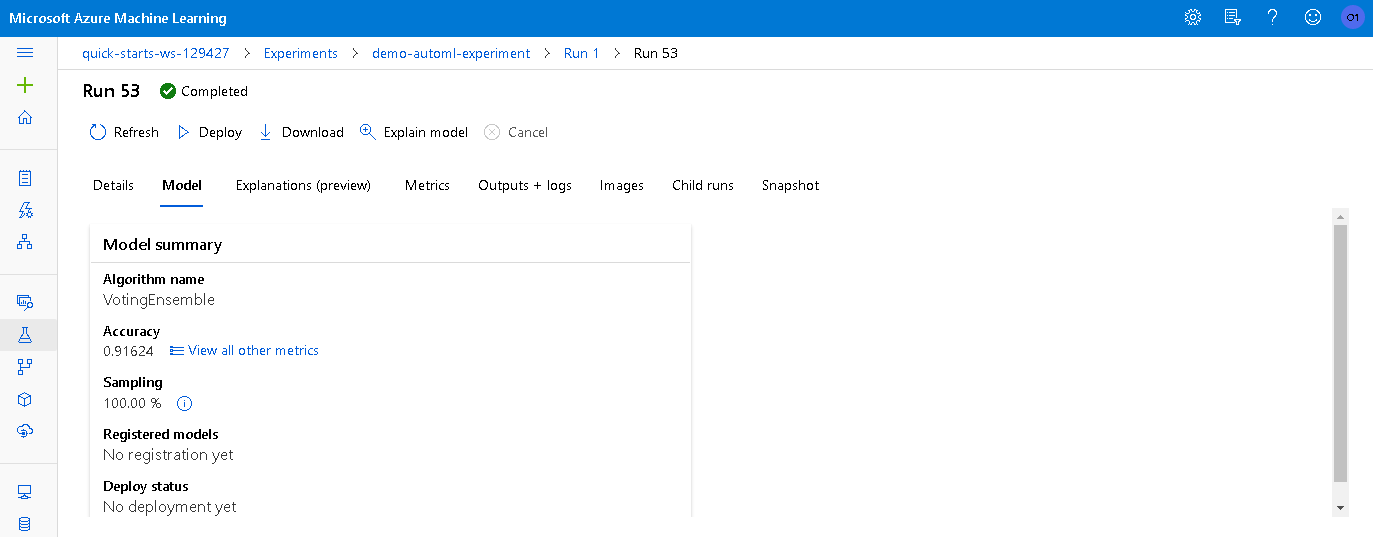 Microsoft Azure Machine Learning
O1
quick-starts-ws-129427 > Experiments > demo-automl-experiment > Run 1 > Run 53
Run 53 Completed
Refresh Deploy Download Explain model Cancel
Details Model Explanations (preview) Metrics Outputs + logs Images Child runs Snapshot
Model summary
Algorithm name
VotingEnsemble
Accuracy
0.91624 View all other metrics
Sampling
100.00 %
Registered models
No registration yet
Deploy status
No deployment yet